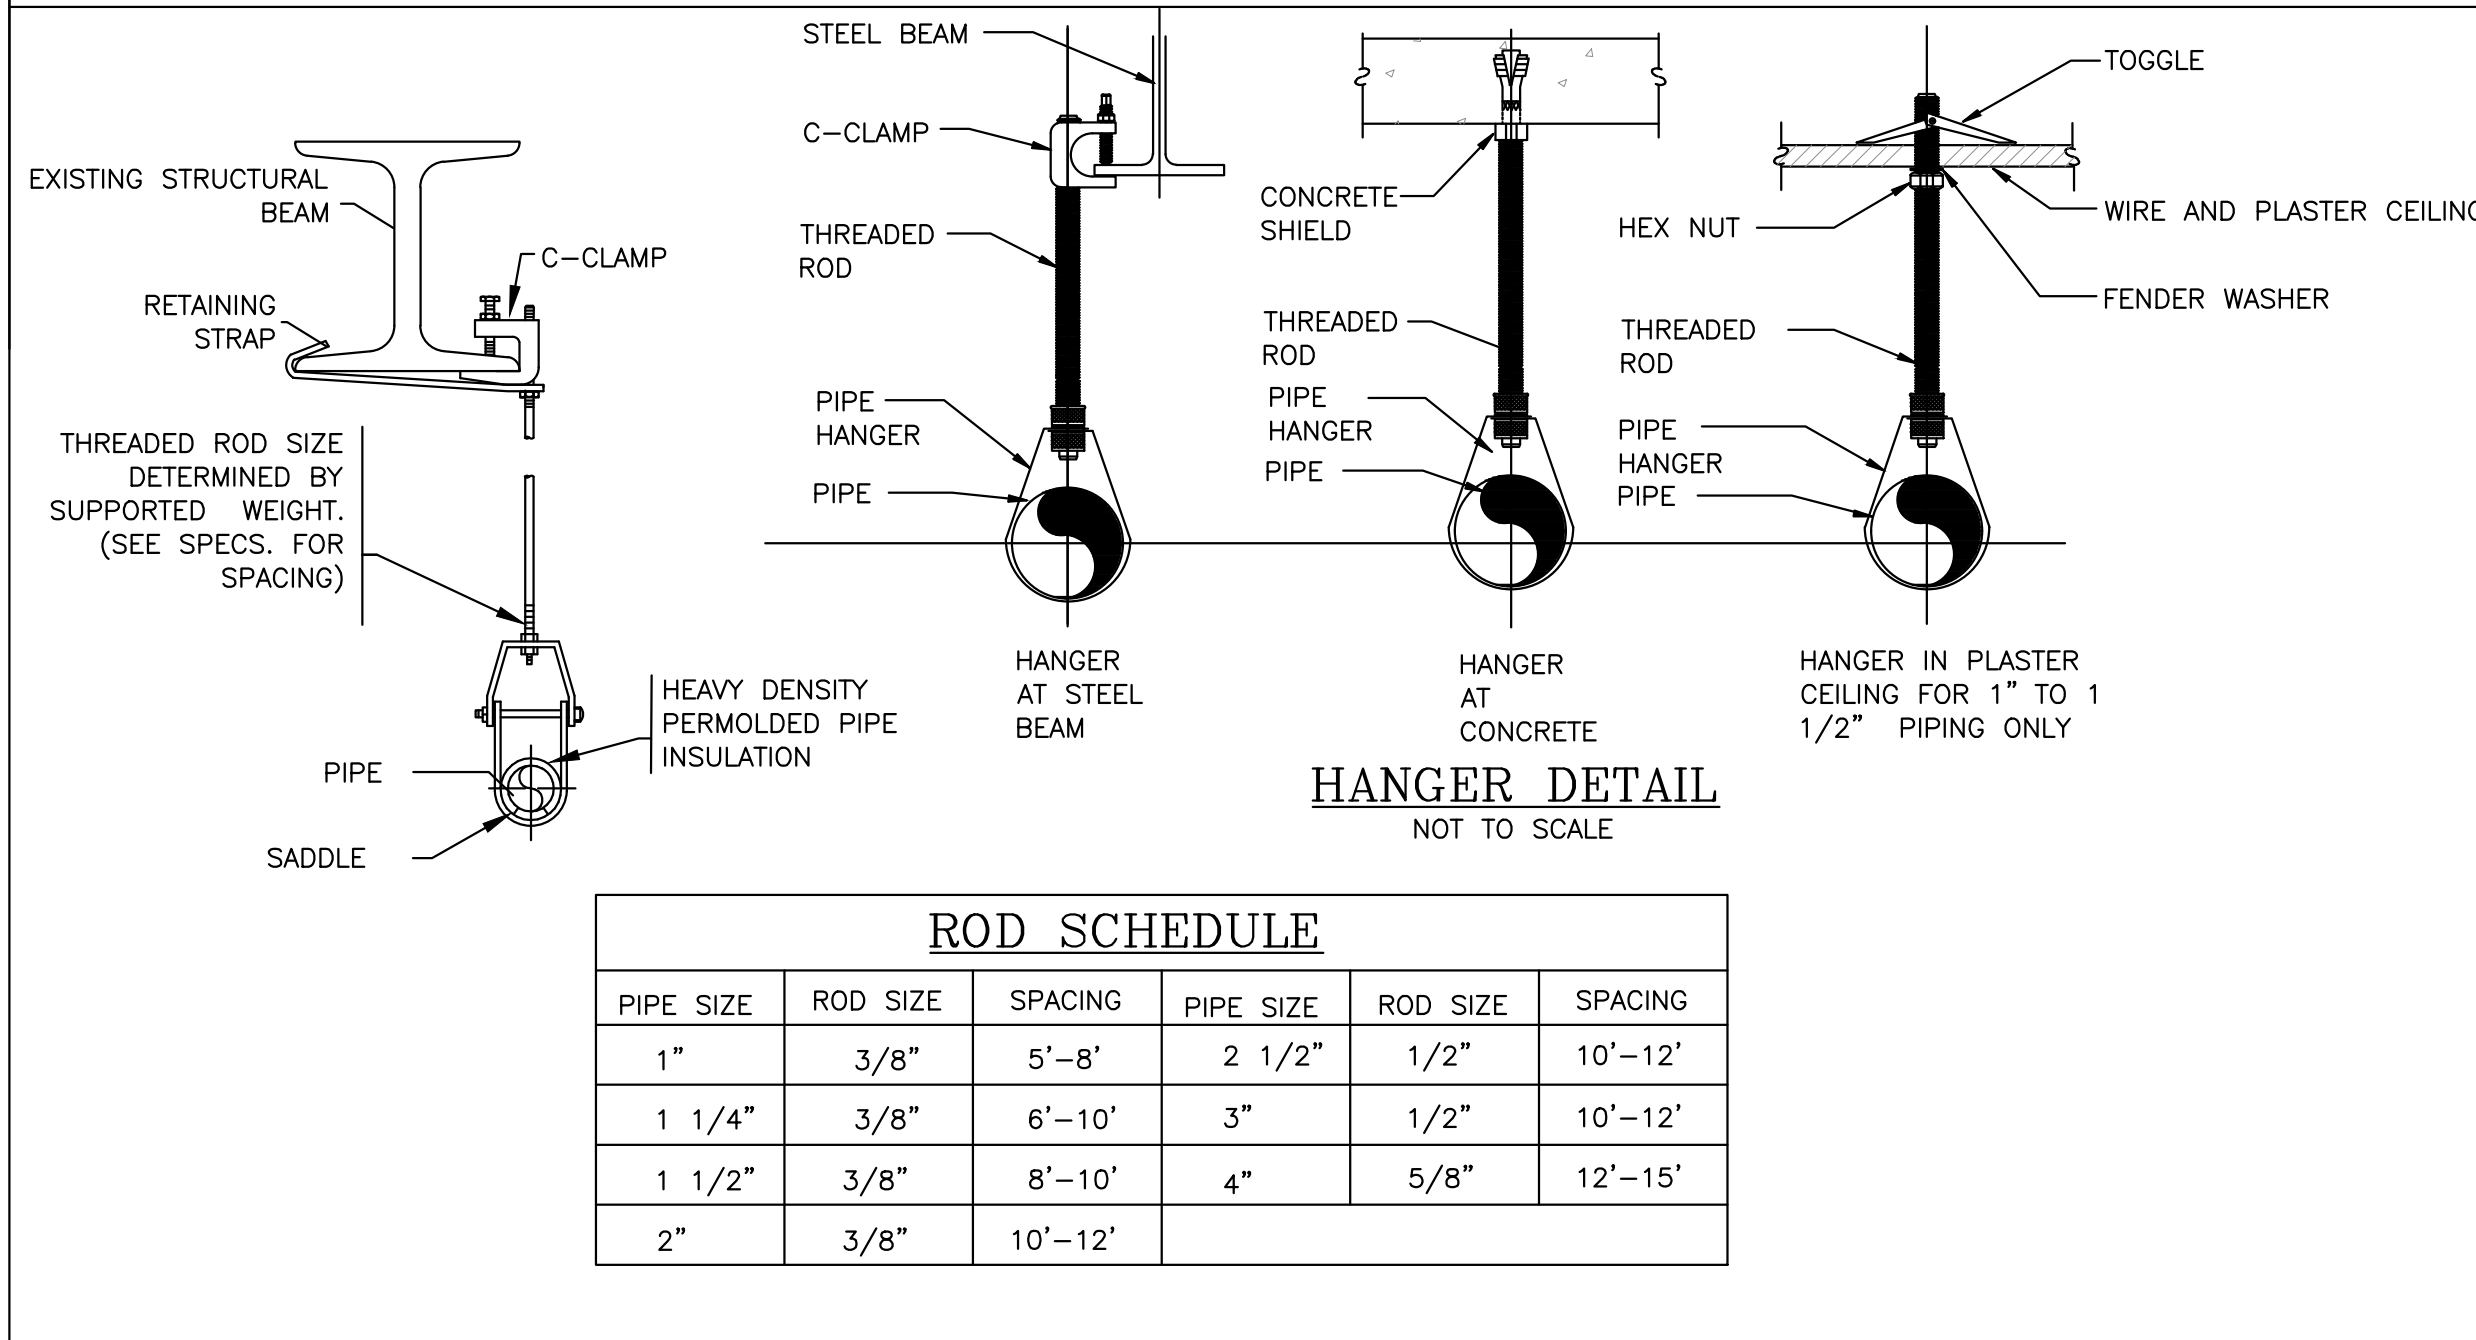 EXISTING STRUCTURAL
BEAM
C-CLAMP
RETAINING
STRAP
THREADED ROD SIZE
DETERMINED BY
SUPPORTED WEIGHT.
(SEE SPECS. FOR
SPACING)
HEAVY DENSITY
PERMOLDED PIPE
INSULATION
PIPE
SADDLE
STEEL BEAM
C-CLAMP
THREADED
ROD
PIPE
HANGER
PIPE
HANGER
AT STEEL
BEAM
CONCRETE
SHIELD
THREADED
ROD
PIPE
HANGER
PIPE
HANGER
AT
CONCRETE
TOGGLE
HEX NUT
WIRE AND PLASTER CEILING
FENDER WASHER
THREADED
ROD
PIPE
HANGER
PIPE
HANGER IN PLASTER
CEILING FOR 1" TO 1
1/2" PIPING ONLY
HANGER DETAIL
NOT TO SCALE
ROD SCHEDULE
PIPE SIZE ROD SIZE SPACING PIPE SIZE ROD SIZE SPACING
1" 3/8" 5'-8' 2 1/2" 1/2" 10'-12'
1 1/4" 3/8" 6'-10' 3" 1/2" 10'-12'
1 1/2" 3/8" 8'-10' 4" 5/8" 12'-15'
2" 3/8" 10'-12'